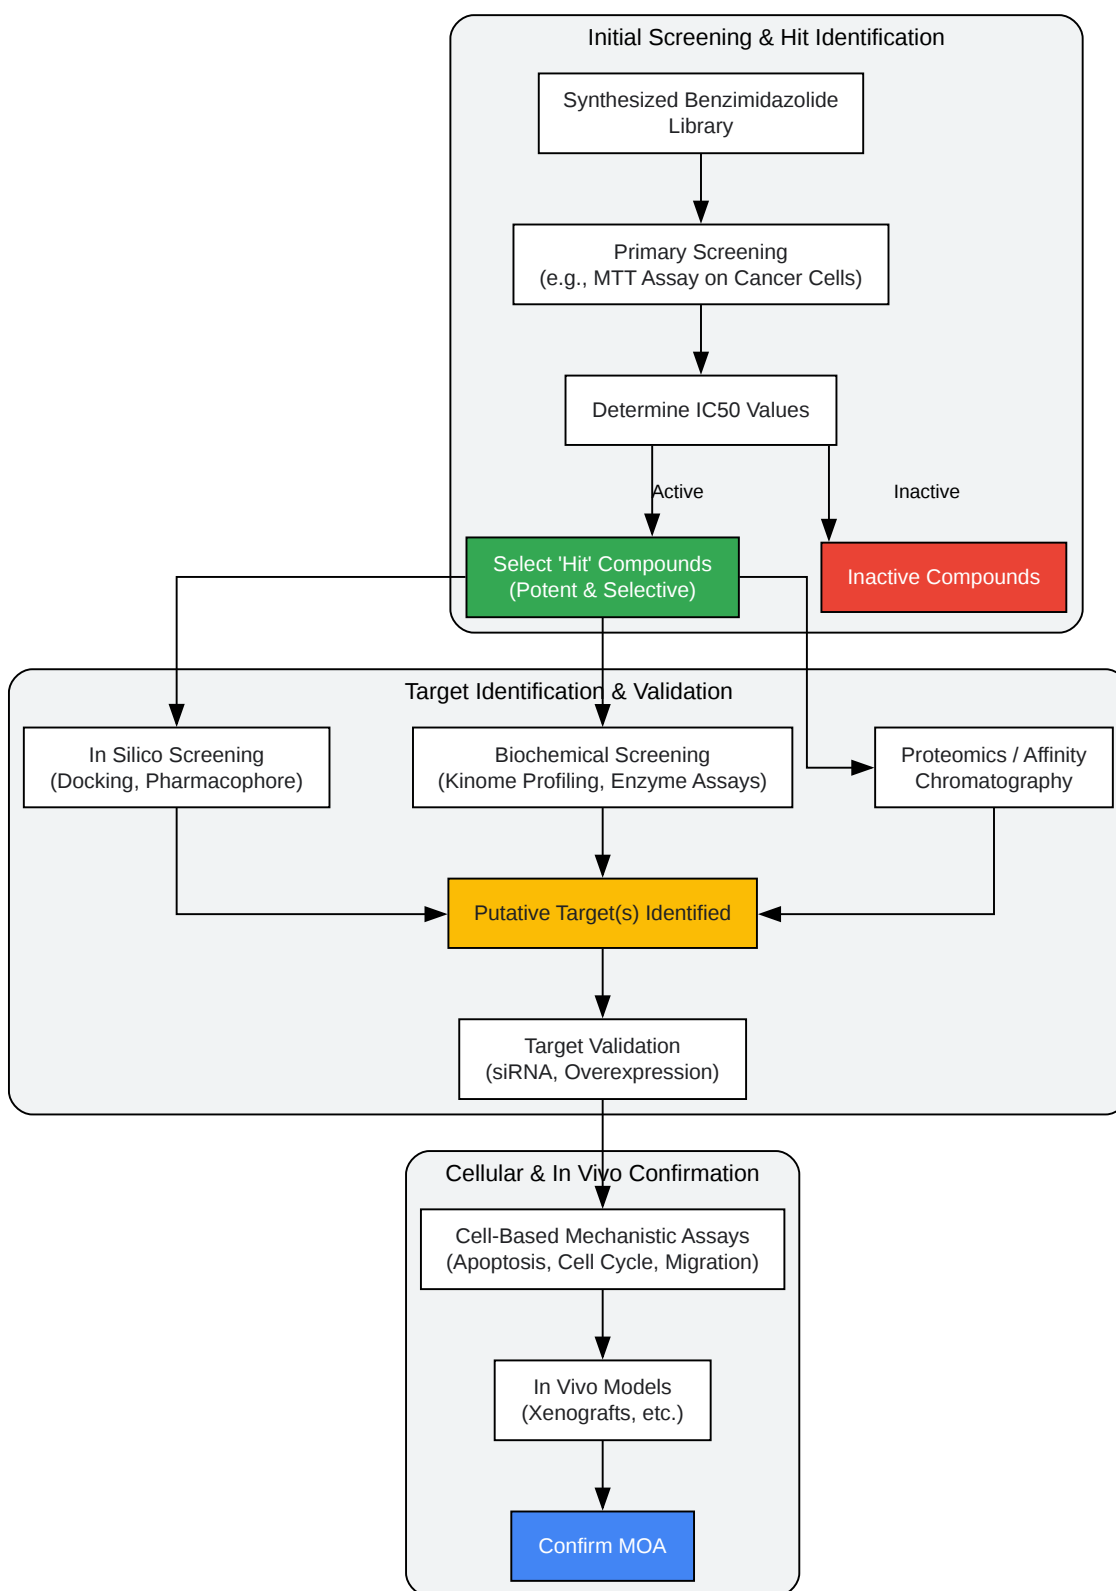 Initial Screening & Hit Identification
Synthesized Benzimidazolide
Library
Primary Screening
(e.g., MTT Assay on Cancer Cells)
Determine IC50 Values
Active
Inactive
Select 'Hit' Compounds
(Potent & Selective)
Inactive Compounds
Target Identification & Validation
In Silico Screening
(Docking, Pharmacophore)
Biochemical Screening
(Kinome Profiling, Enzyme Assays)
Proteomics / Affinity
Chromatography
Putative Target(s) Identified
Target Validation
(siRNA, Overexpression)
Cellular & In Vivo Confirmation
Cell-Based Mechanistic Assays
(Apoptosis, Cell Cycle, Migration)
In Vivo Models
(Xenografts, etc.)
Confirm MOA